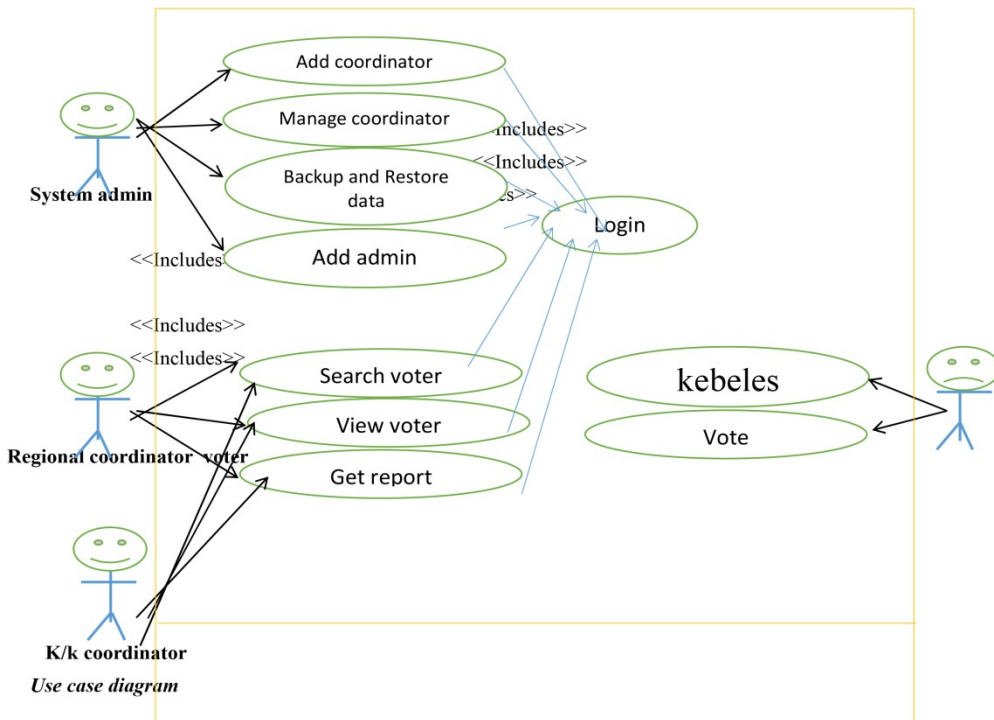 Add coordinator
Manage coordinator
<<Includes>>
<<Includes>>
Backup and Restore
data
es>>
System admin
Login
Add admin
<<Includes
<<Includes>>
<<Includes>>
Search voter
kebeles
View voter
Vote
Regional coordinator voter
Get report
K/k coordinator
Use case diagram